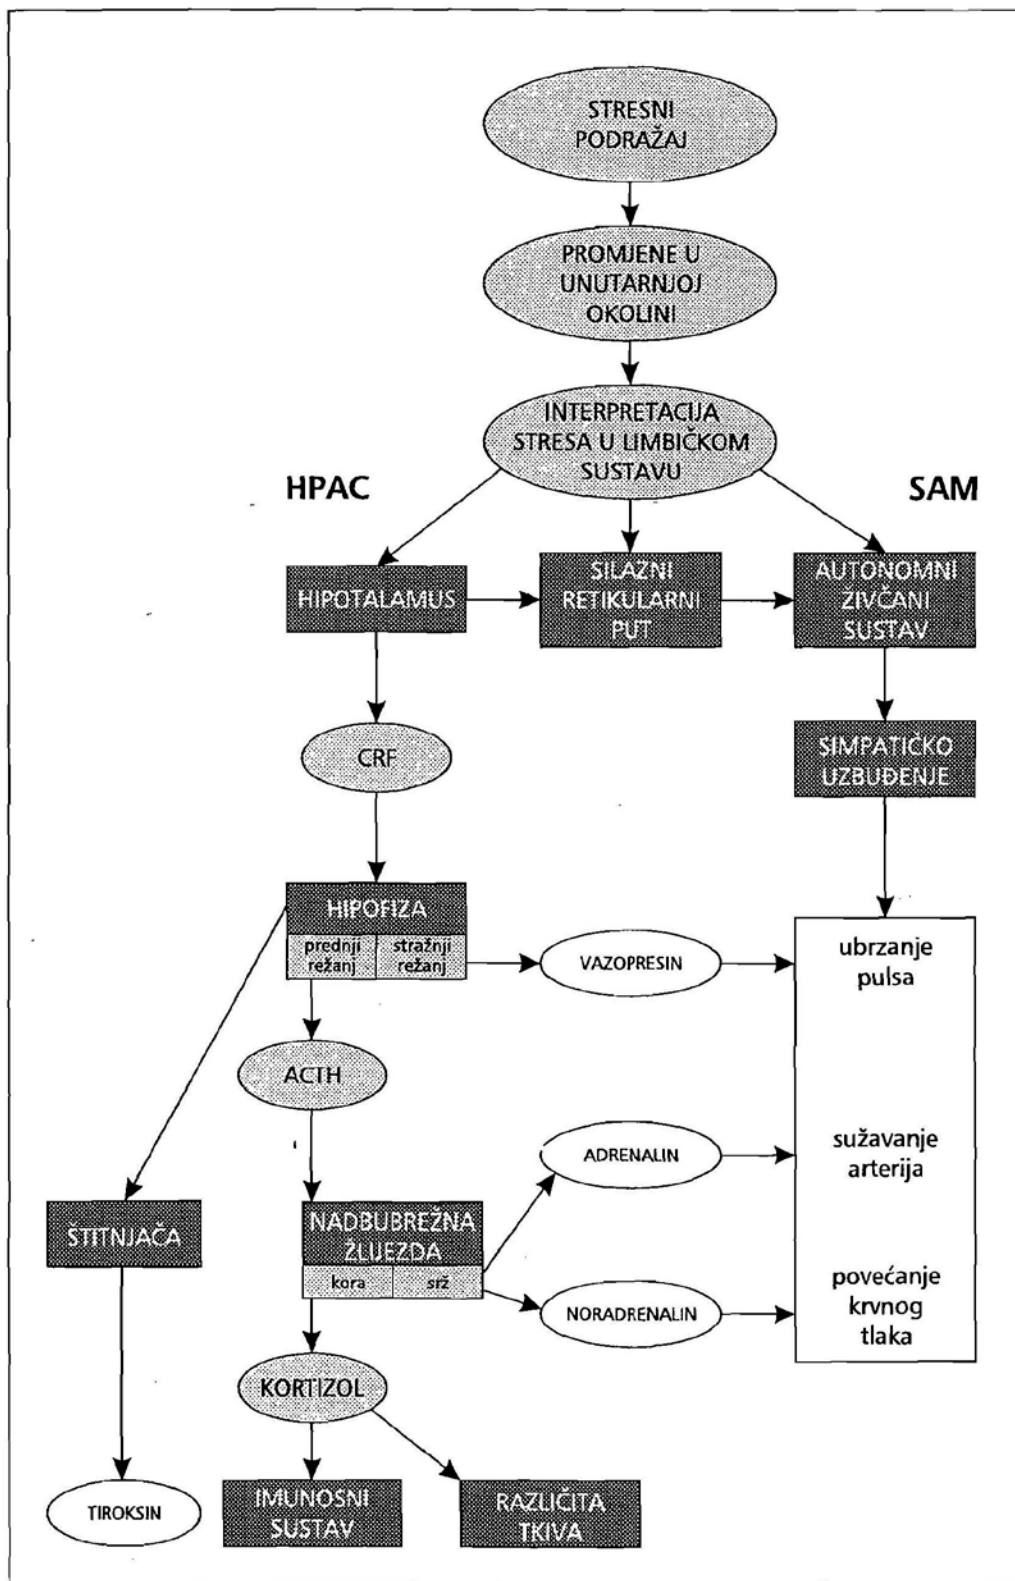 STRESNI
PODRAŽAJ
PROMJENE U
UNUTARNJOJ
OKOLINI
INTERPRETACIJA
STRESA U LIMBIČKOM
SUSTAVU
HPAC
SAM
HIPOTALAMUS
SILAZNI
RETIKULARNI
PUT
AUTONOMNI
ZIVČANI
SUSTAV
CRF
SIMPATIČKO
UZBUĐENJE
HIPOFIZA
prednji
režanj
stražnji
režanj
VAZOPRESIN
ubrzanje
pulsa
ACTH
ADRENALIN
sužavanje
arterija
ŠTITNJAČA
NADBUBREŽNA
ŽLIJEZDA
kora
srž
NORADRENALIN
povećanje
krvnog
tlaka
KORTIZOL
TIROKSIN
IMUNOSNI
SUSTAV
RAZLIČITA
TKIVA